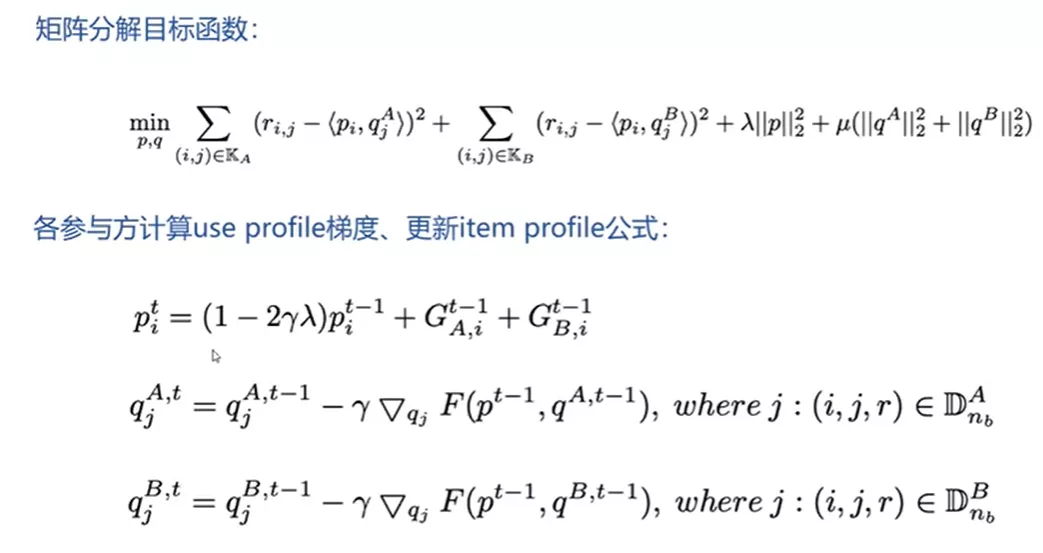 矩阵分解目标函数：
$$\min_{p,q} \sum_{(i,j)\in\mathbb{K}_A} (r_{i,j} - \langle p_i, q_j^A \rangle)^2 + \sum_{(i,j)\in\mathbb{K}_B} (r_{i,j} - \langle p_i, q_j^B \rangle)^2 + \lambda||p||_2^2 + \mu(||q^A||_2^2 + ||q^B||_2^2)$$
各参与方计算use profile梯度、更新item profile公式：
$$p_i^t = (1 - 2\gamma\lambda)p_i^{t-1} + G_{A,i}^{t-1} + G_{B,i}^{t-1}$$
$$q_j^{A,t} = q_j^{A,t-1} - \gamma \bigtriangledown_{q_j} F(p^{t-1}, q^{A,t-1}),\ where\ j : (i,j,r) \in \mathbb{D}_{n_b}^A$$
$$q_j^{B,t} = q_j^{B,t-1} - \gamma \bigtriangledown_{q_j} F(p^{t-1}, q^{B,t-1}),\ where\ j : (i,j,r) \in \mathbb{D}_{n_b}^B$$